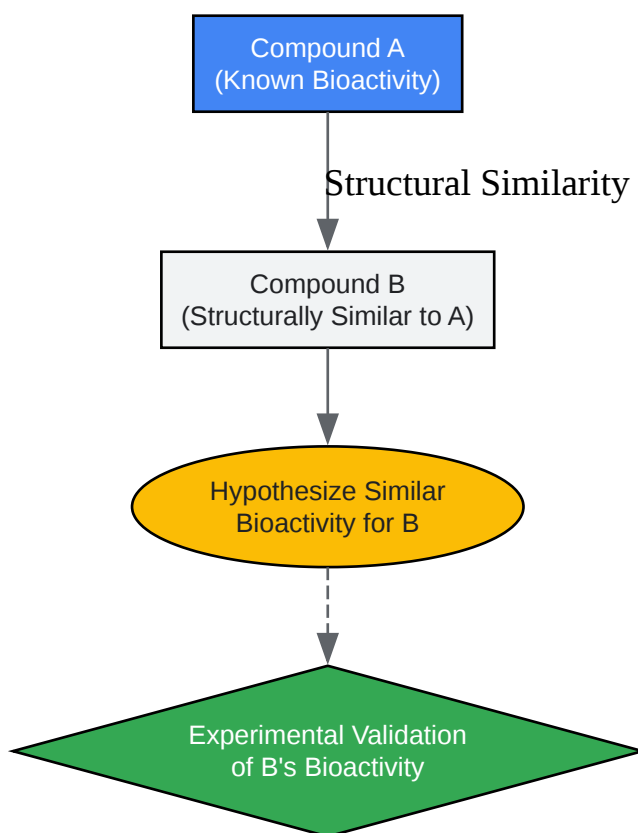 Compound A
(Known Bioactivity)
Structural Similarity
Compound B
(Structurally Similar to A)
Hypothesize Similar
Bioactivity for B
Experimental Validation
of B's Bioactivity